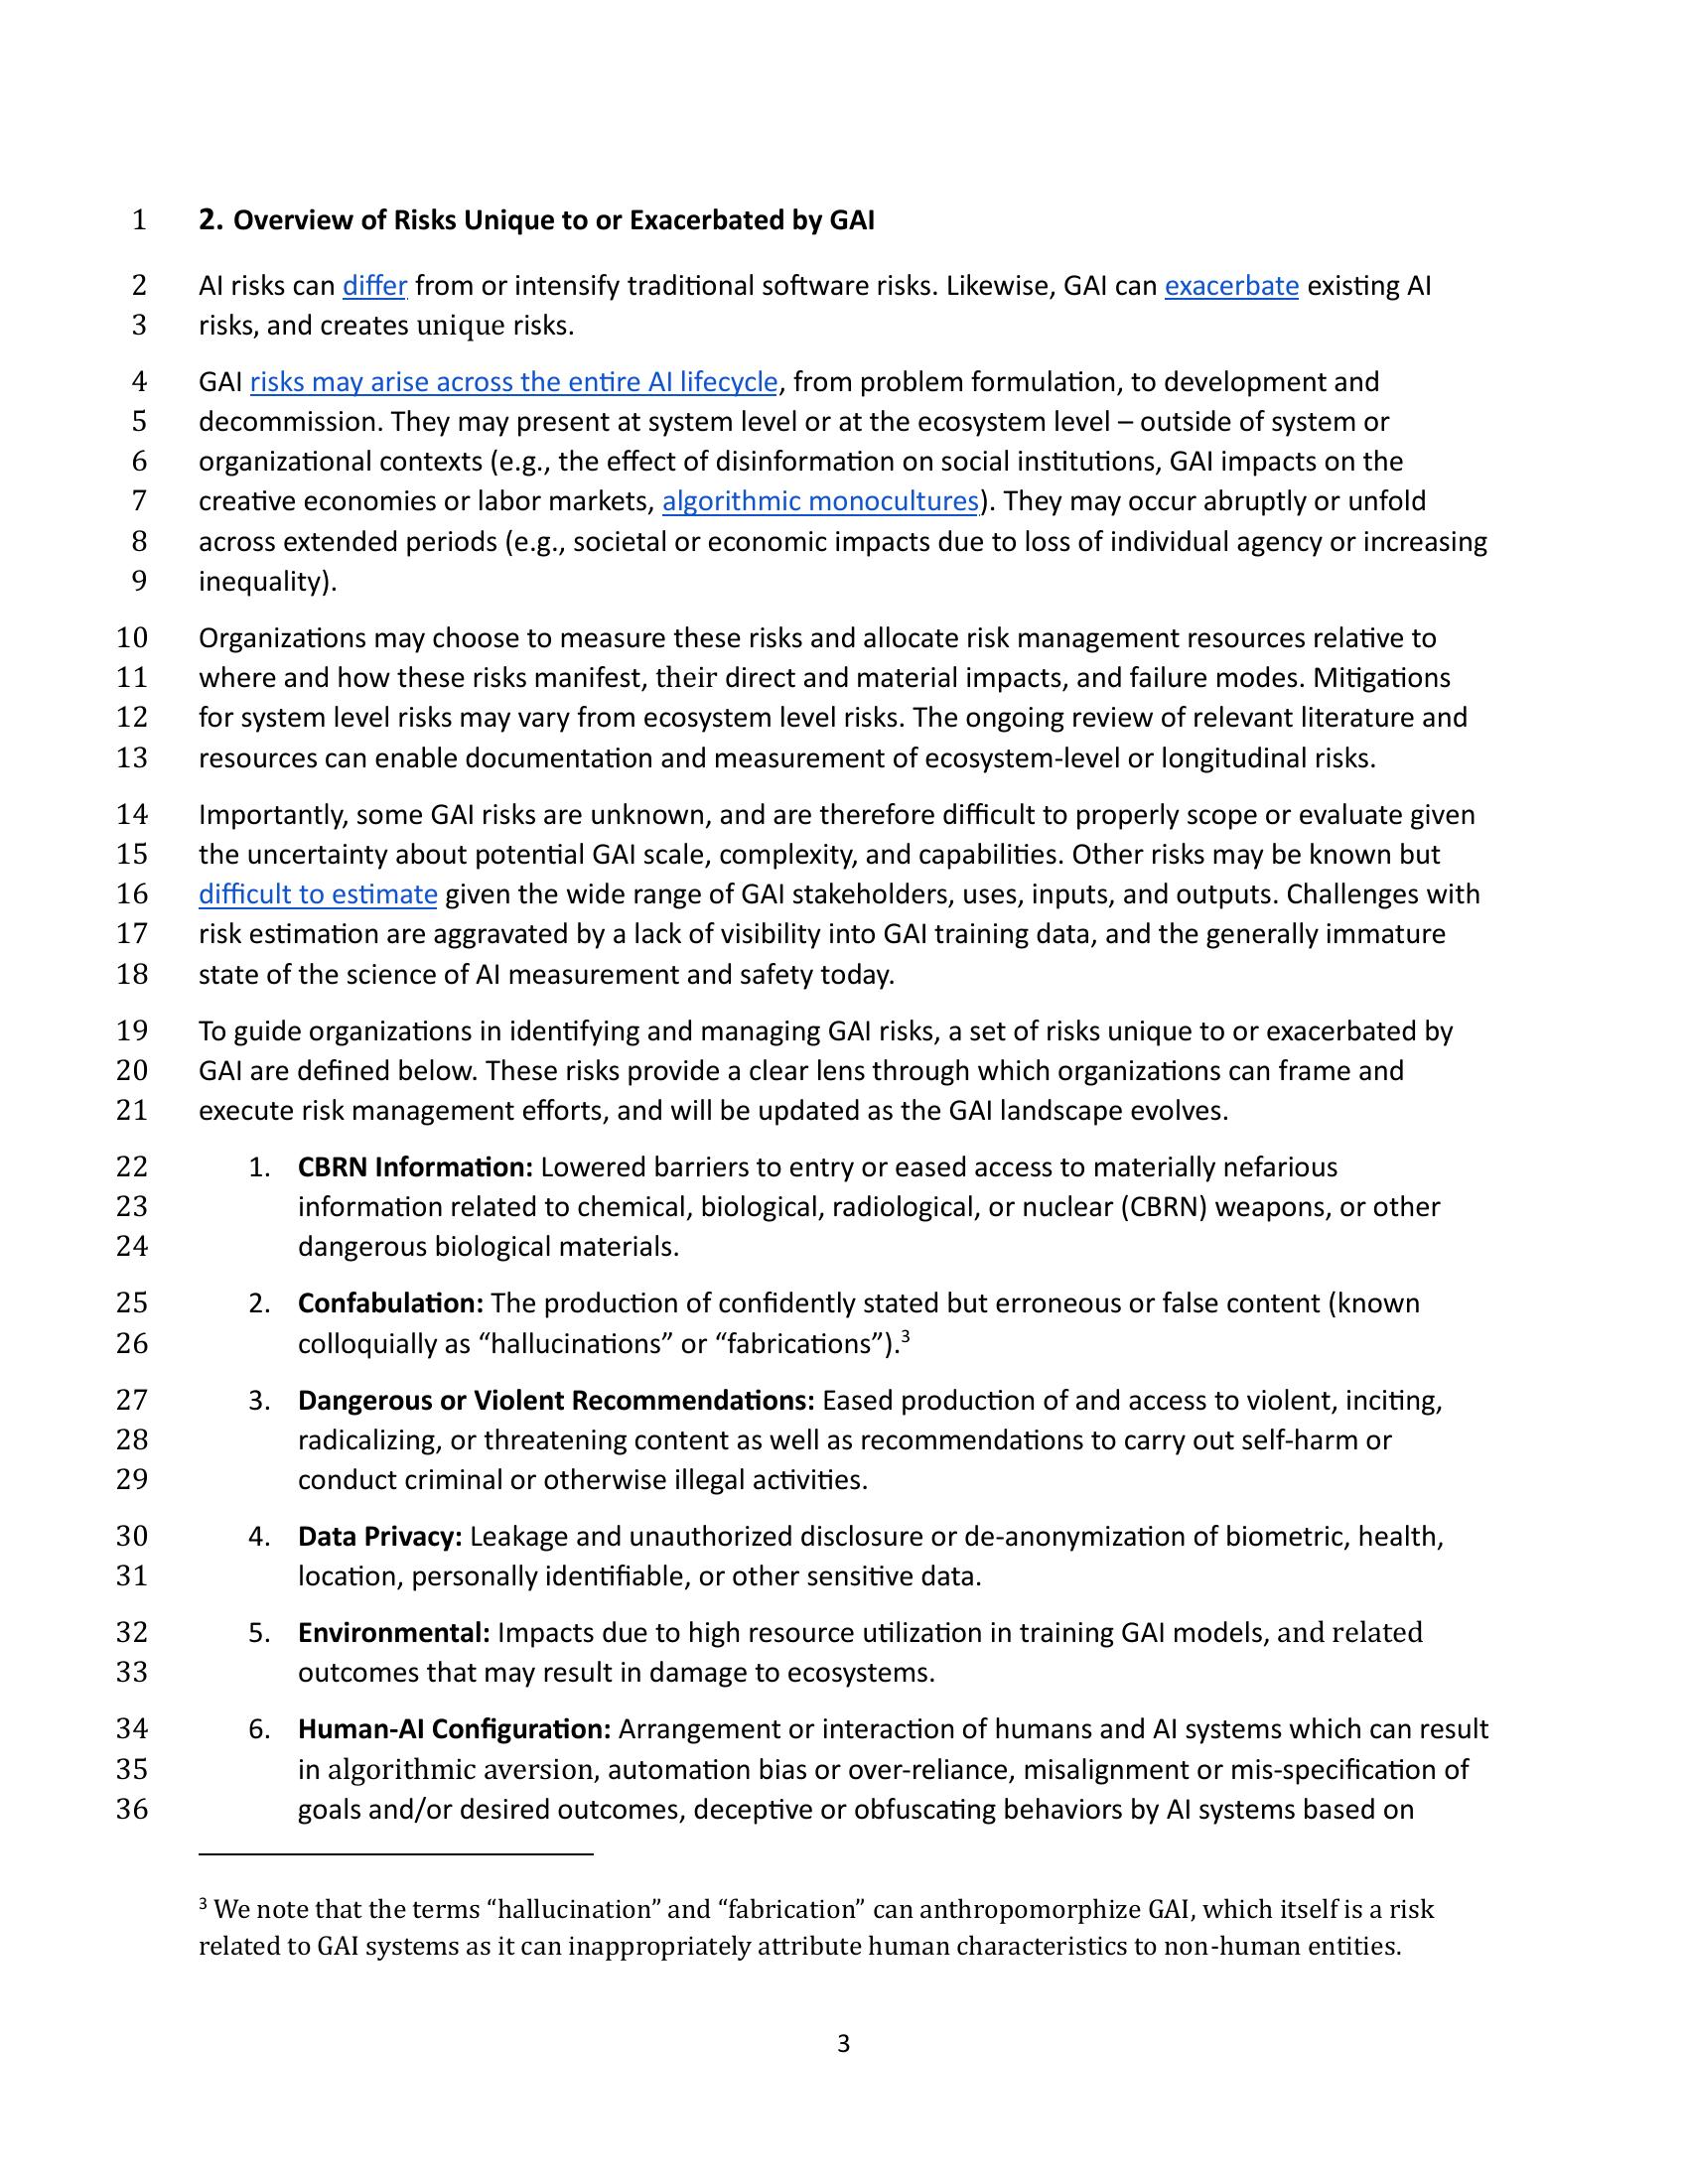 1 2. Overview of Risks Unique to or Exacerbated by GAI
2 AI risks can differ from or intensify traditional software risks. Likewise, GAI can exacerbate existing AI
3 risks, and creates unique risks.
4 GAI risks may arise across the entire AI lifecycle, from problem formulation, to development and
5 decommission. They may present at system level or at the ecosystem level – outside of system or
6 organizational contexts (e.g., the effect of disinformation on social institutions, GAI impacts on the
7 creative economies or labor markets, algorithmic monocultures). They may occur abruptly or unfold
8 across extended periods (e.g., societal or economic impacts due to loss of individual agency or increasing
9 inequality).
10 Organizations may choose to measure these risks and allocate risk management resources relative to
11 where and how these risks manifest, their direct and material impacts, and failure modes. Mitigations
12 for system level risks may vary from ecosystem level risks. The ongoing review of relevant literature and
13 resources can enable documentation and measurement of ecosystem-level or longitudinal risks.
14 Importantly, some GAI risks are unknown, and are therefore difficult to properly scope or evaluate given
15 the uncertainty about potential GAI scale, complexity, and capabilities. Other risks may be known but
16 difficult to estimate given the wide range of GAI stakeholders, uses, inputs, and outputs. Challenges with
17 risk estimation are aggravated by a lack of visibility into GAI training data, and the generally immature
18 state of the science of AI measurement and safety today.
19 To guide organizations in identifying and managing GAI risks, a set of risks unique to or exacerbated by
20 GAI are defined below. These risks provide a clear lens through which organizations can frame and
21 execute risk management efforts, and will be updated as the GAI landscape evolves.
22 1. CBRN Information: Lowered barriers to entry or eased access to materially nefarious
23 information related to chemical, biological, radiological, or nuclear (CBRN) weapons, or other
24 dangerous biological materials.
25 2. Confabulation: The production of confidently stated but erroneous or false content (known
26 colloquially as “hallucinations” or “fabrications”).3
27 3. Dangerous or Violent Recommendations: Eased production of and access to violent, inciting,
28 radicalizing, or threatening content as well as recommendations to carry out self-harm or
29 conduct criminal or otherwise illegal activities.
30 4. Data Privacy: Leakage and unauthorized disclosure or de-anonymization of biometric, health,
31 location, personally identifiable, or other sensitive data.
32 5. Environmental: Impacts due to high resource utilization in training GAI models, and related
33 outcomes that may result in damage to ecosystems.
34 6. Human-AI Configuration: Arrangement or interaction of humans and AI systems which can result
35 in algorithmic aversion, automation bias or over-reliance, misalignment or mis-specification of
36 goals and/or desired outcomes, deceptive or obfuscating behaviors by AI systems based on
3 We note that the terms “hallucination” and “fabrication” can anthropomorphize GAI, which itself is a risk
related to GAI systems as it can inappropriately attribute human characteristics to non-human entities.
3